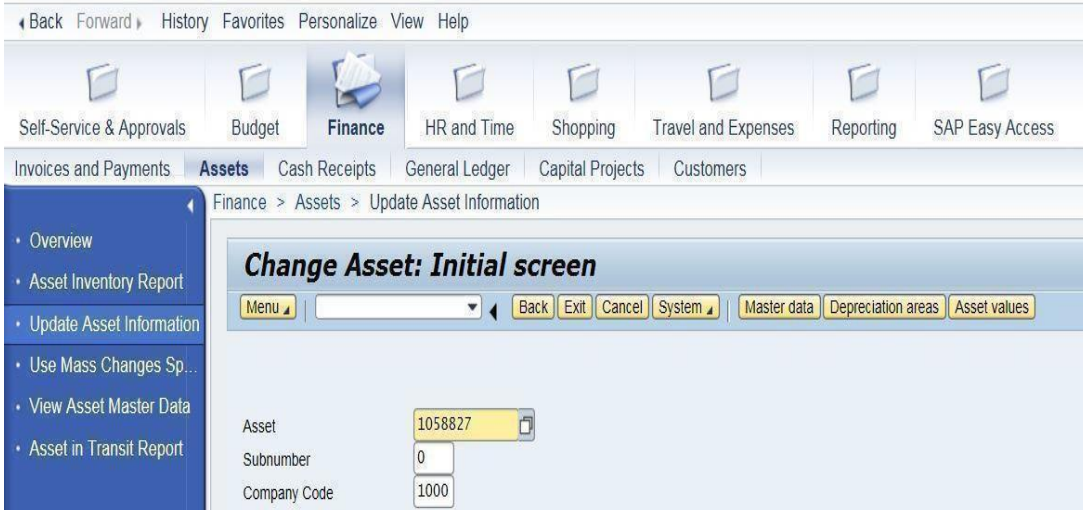 Back Forward History Favorites Personalize View Help
Self-Service & Approvals Budget Finance HR and Time Shopping Travel and Expenses Reporting SAP Easy Access
Invoices and Payments Assets Cash Receipts General Ledger Capital Projects Customers
Finance > Assets > Update Asset Information
• Overview
• Asset Inventory Report
• Update Asset Information
• Use Mass Changes Sp...
• View Asset Master Data
• Asset in Transit Report
Change Asset: Initial screen
Menu Back Exit Cancel System Master data Depreciation areas Asset values
Asset 1058827
Subnumber 0
Company Code 1000